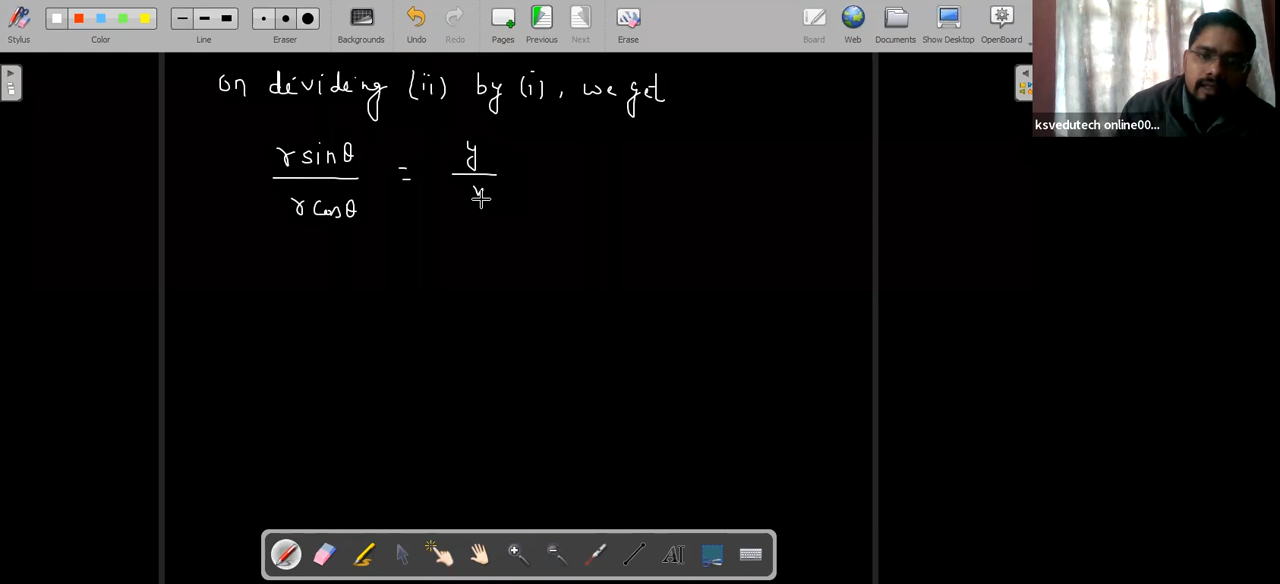 Stylus Color Line Eraser Backgrounds Undo Redo Pages Previous Next Erase Board Web Documents Show Desktop OpenBoard
on dividing (ii) by (i), we get
r sinθ / r cosθ = y /
ksvedutech online00...
AI